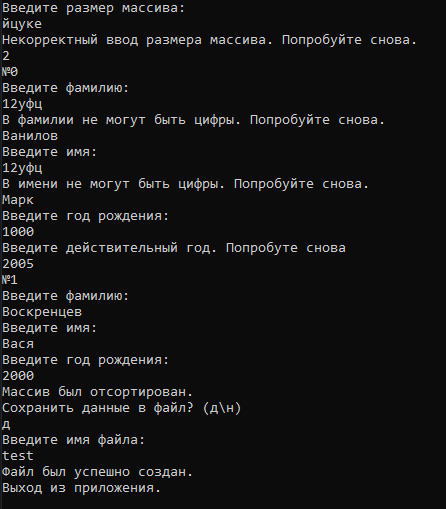 Введите размер массива:
йцуке
Некорректный ввод размера массива. Попробуйте снова.
2
№0
Введите фамилию:
12уфц
В фамилии не могут быть цифры. Попробуйте снова.
Ванилов
Введите имя:
12уфц
В имени не могут быть цифры. Попробуйте снова.
Марк
Введите год рождения:
1000
Введите действительный год. Попробуте снова
2005
№1
Введите фамилию:
Воскренцев
Введите имя:
Вася
Введите год рождения:
2000
Массив был отсортирован.
Сохранить данные в файл? (д\н)
д
Введите имя файла:
test
Файл был успешно создан.
Выход из приложения.